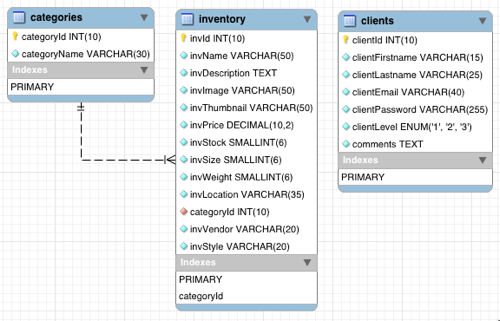 categories
categoryId INT(10)
categoryName VARCHAR(30)
Indexes
PRIMARY
inventory
invId INT(10)
invName VARCHAR(50)
invDescription TEXT
invImage VARCHAR(50)
invThumbnail VARCHAR(50)
invPrice DECIMAL(10,2)
invStock SMALLINT(6)
invSize SMALLINT(6)
invWeight SMALLINT(6)
invLocation VARCHAR(35)
categoryId INT(10)
invVendor VARCHAR(20)
invStyle VARCHAR(20)
Indexes
PRIMARY
categoryId
clients
clientId INT(10)
clientFirstname VARCHAR(15)
clientLastname VARCHAR(25)
clientEmail VARCHAR(40)
clientPassword VARCHAR(255)
clientLevel ENUM('1', '2', '3')
comments TEXT
Indexes
PRIMARY